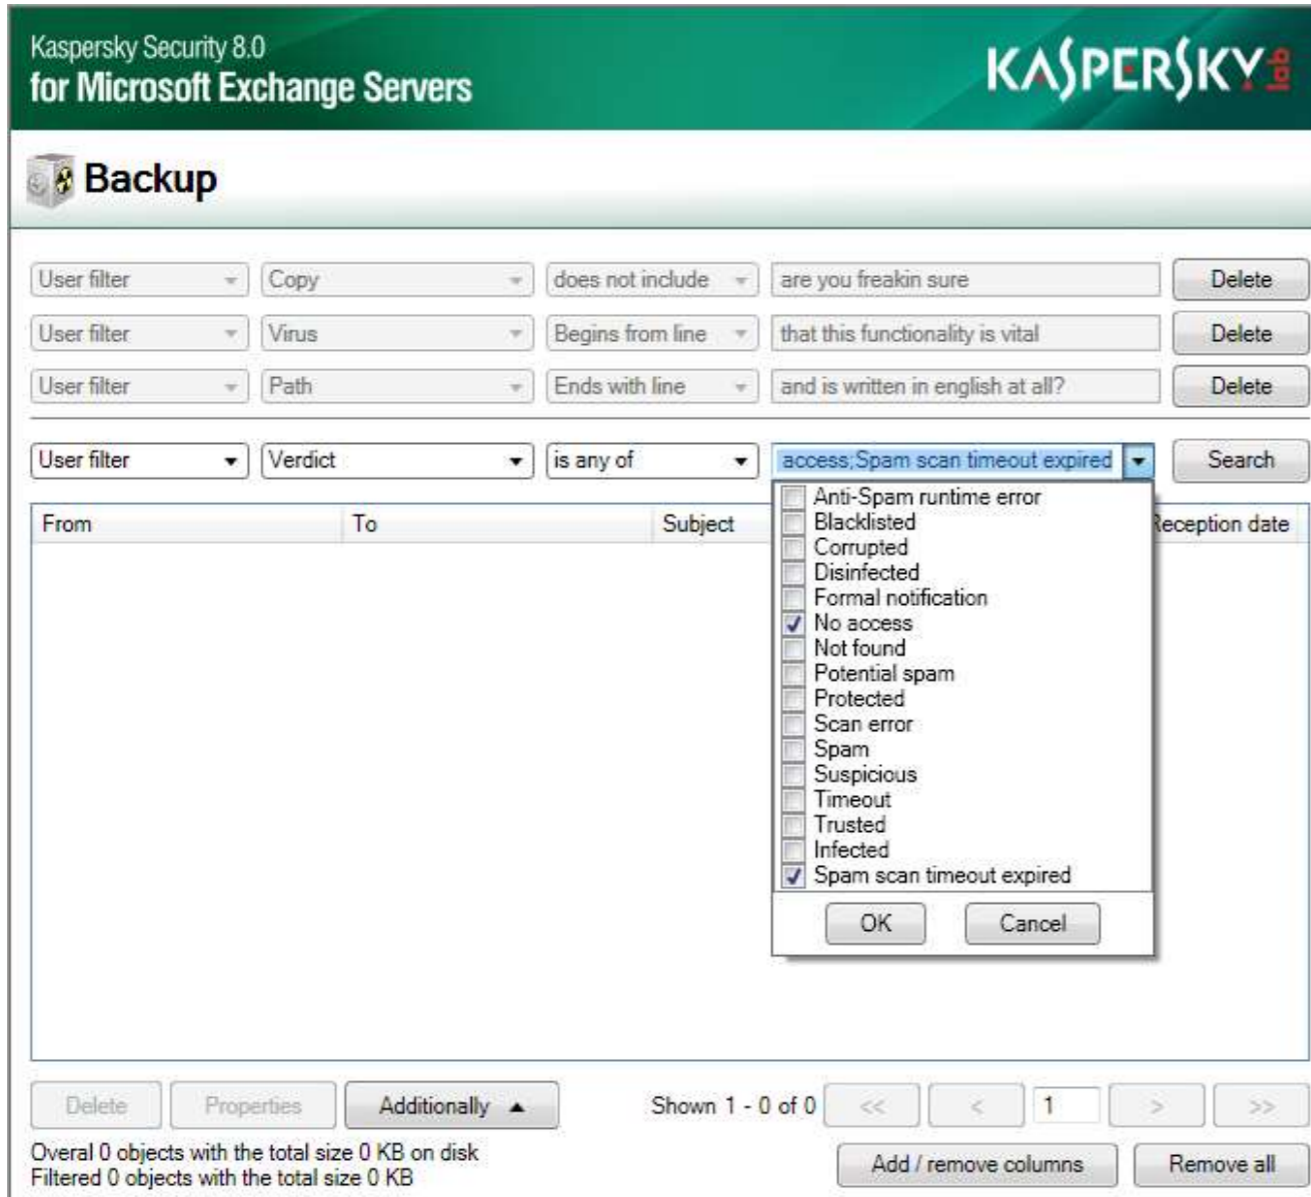 Kaspersky Security 8.0
for Microsoft Exchange Servers
KASPERSKY lab
Backup
User filter Copy does not include are you freakin sure Delete
User filter Virus Begins from line that this functionality is vital Delete
User filter Path Ends with line and is written in english at all? Delete
User filter Verdict is any of access;Spam scan timeout expired Search
From To Subject Reception date
Anti-Spam runtime error
Blacklisted
Corrupted
Disinfected
Formal notification
No access
Not found
Potential spam
Protected
Scan error
Spam
Suspicious
Timeout
Trusted
Infected
Spam scan timeout expired
OK Cancel
Delete Properties Additionally Shown 1 - 0 of 0 << < 1 > >>
Overal 0 objects with the total size 0 KB on disk
Filtered 0 objects with the total size 0 KB
Add / remove columns Remove all